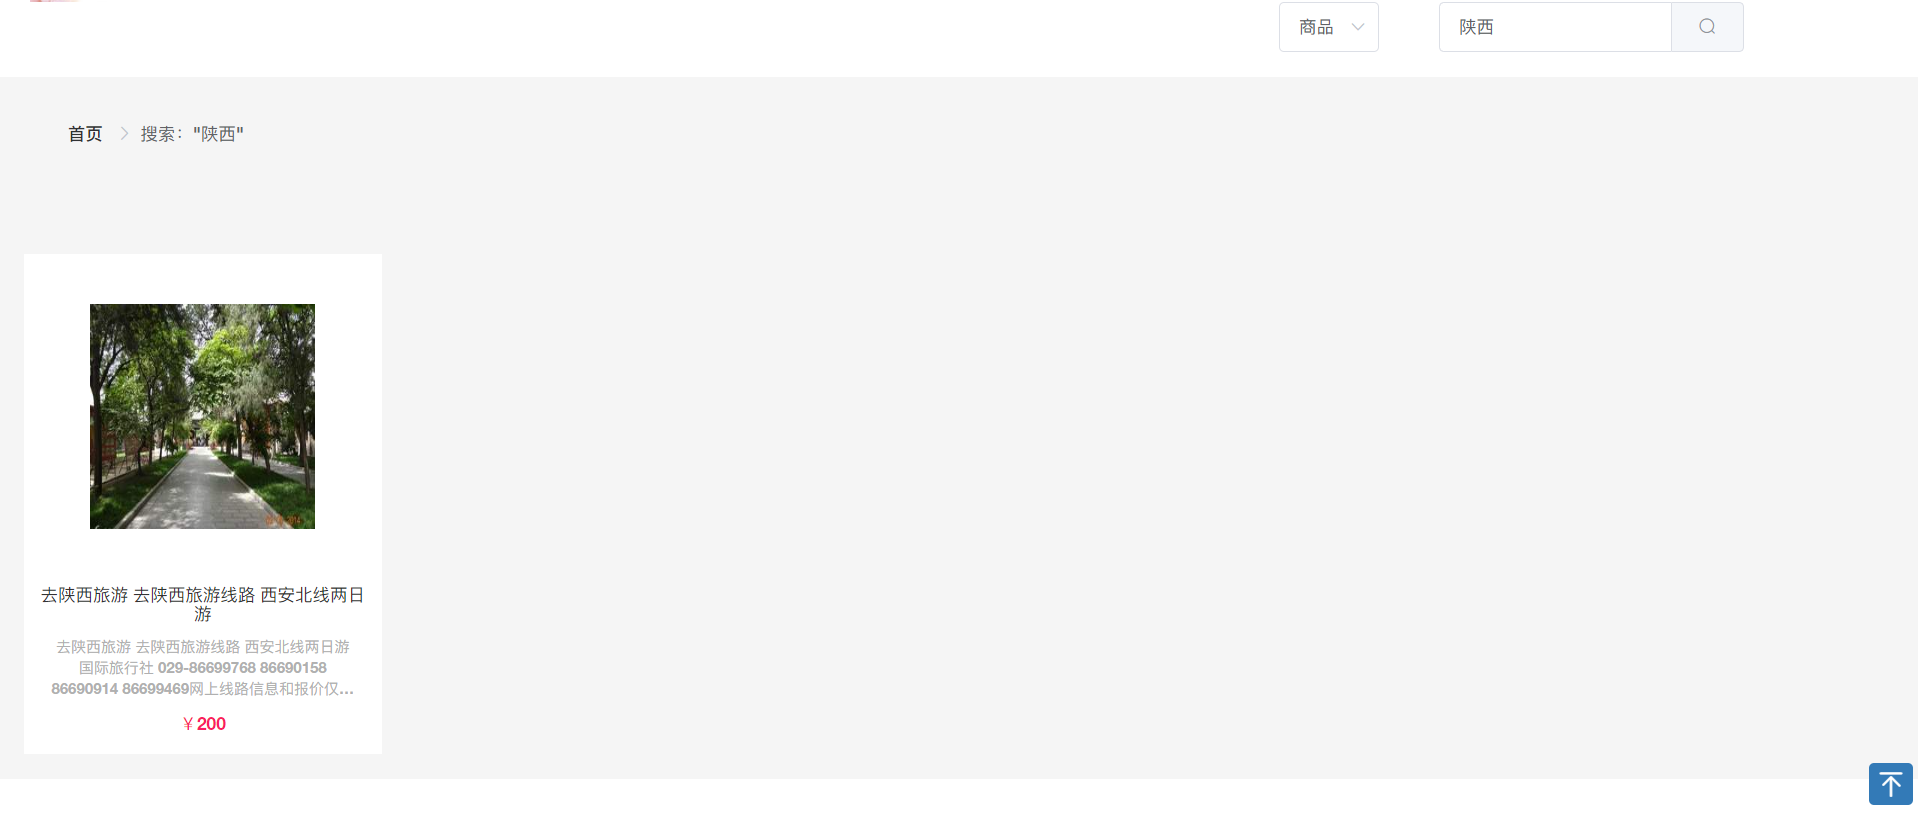 商品
陕西
首页
搜索："陕西"
去陕西旅游 去陕西旅游线路 西安北线两日
游
去陕西旅游 去陕西旅游线路 西安北线两日游
国际旅行社 029-86699768 86690158
86690914 86699469网上线路信息和报价仅...
￥200